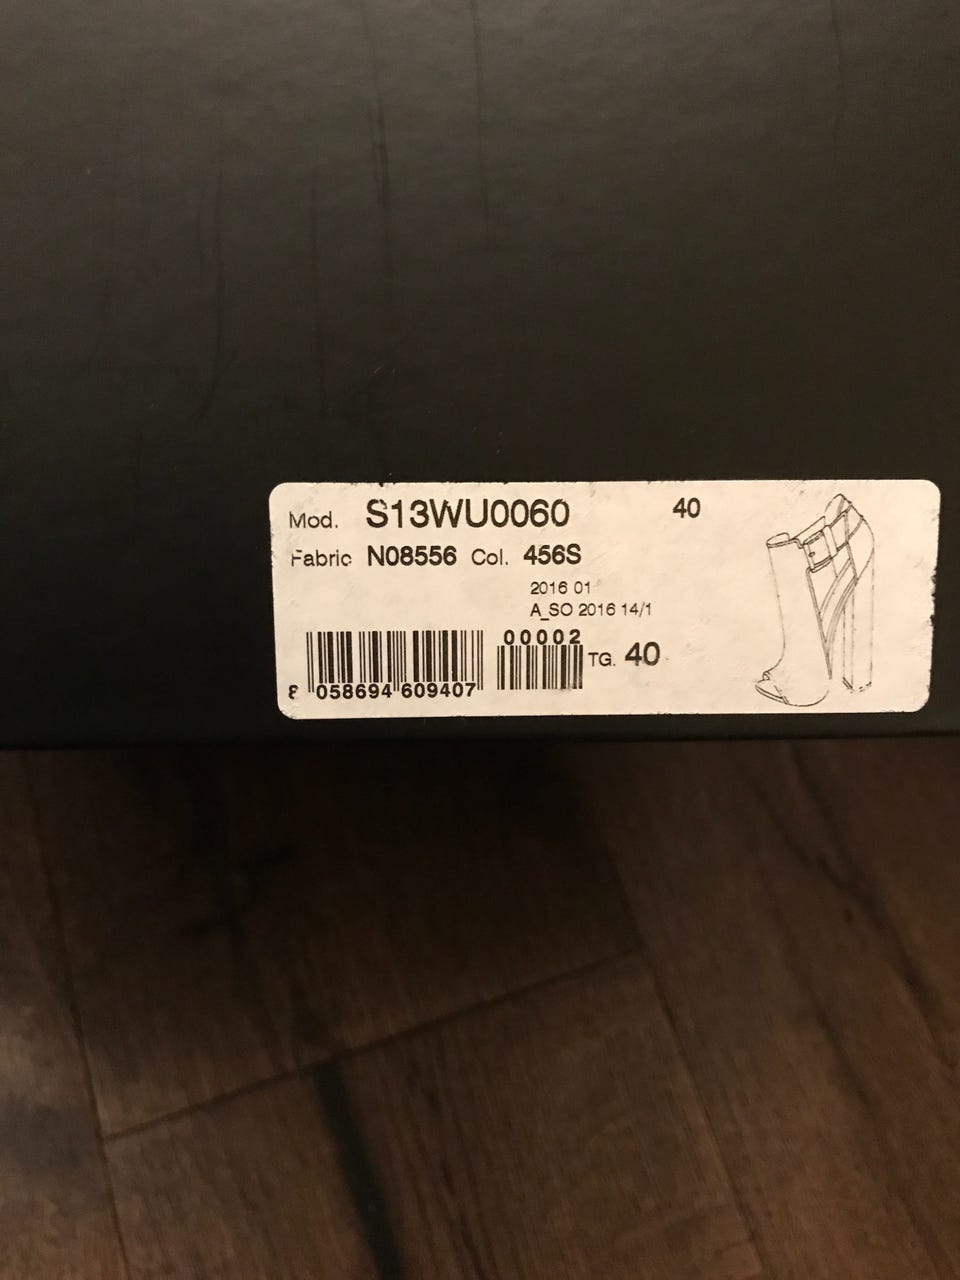 Mod. S13WU0060 40
Fabric N08556 Col. 456S
2016 01
A_SO 2016 14/1
00002
TG. 40
8 058694 609407